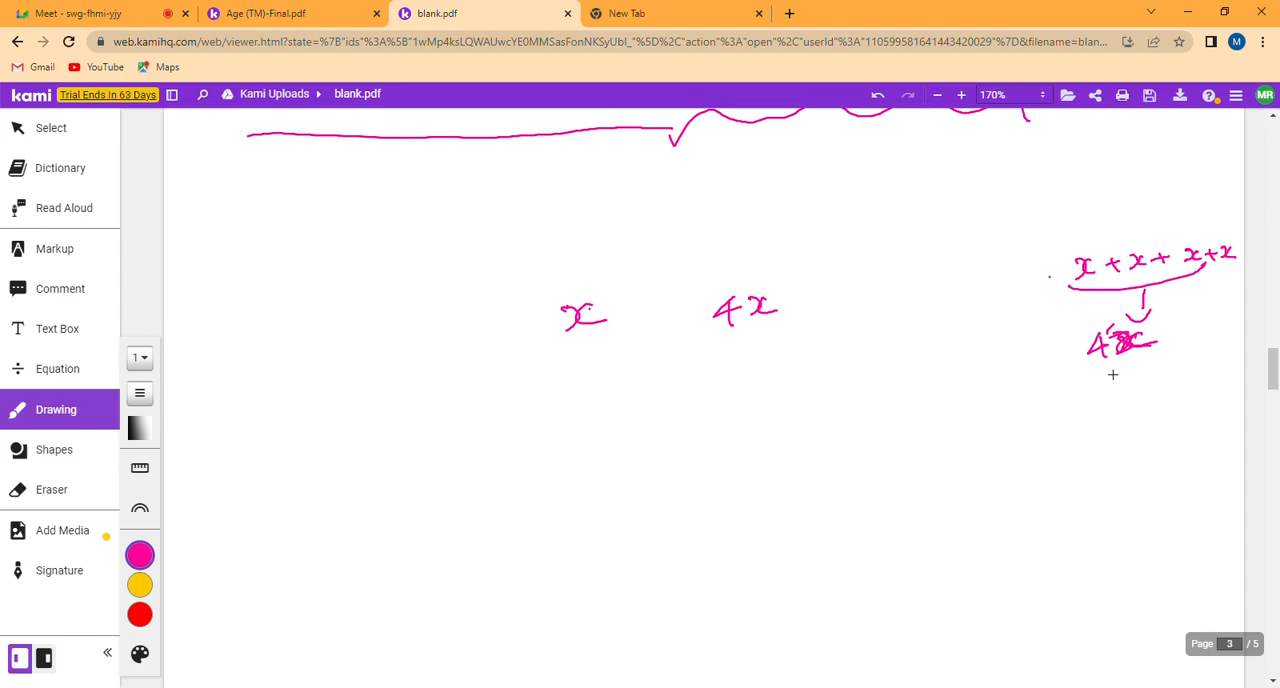 Meet - swg-fhmi-yjy
Age (TM)-Final.pdf
blank.pdf
New Tab
web.kamihq.com/web/viewer.html?state=%7B"ids"%3A%5B"1wMp4ksLQWAUwcYE0MMSasFonNKSyUbI_"%5D%2C"action"%3A"open"%2C"userId"%3A"110599581641443420029"%7D&filename=blan...
M
Gmail
YouTube
Maps
kami
Trial Ends In 63 Days
Kami Uploads
blank.pdf
170%
MR
Select
Dictionary
Read Aloud
Markup
Comment
Text Box
Equation
Drawing
Shapes
Eraser
Add Media
Signature
1
x + x + x + x
x 4x
4x
Page 3 / 5